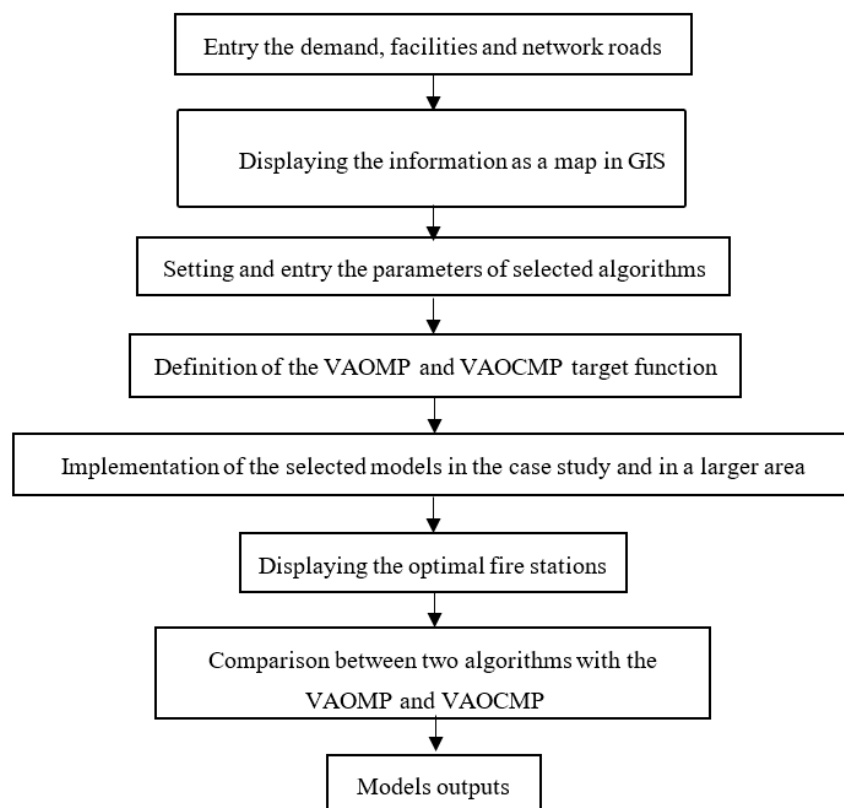 Entry the demand, facilities and network roads
Displaying the information as a map in GIS
Setting and entry the parameters of selected algorithms
Definition of the VAOMP and VAOCMP target function
Implementation of the selected models in the case study and in a larger area
Displaying the optimal fire stations
Comparison between two algorithms with the
VAOMP and VAOCMP
Models outputs